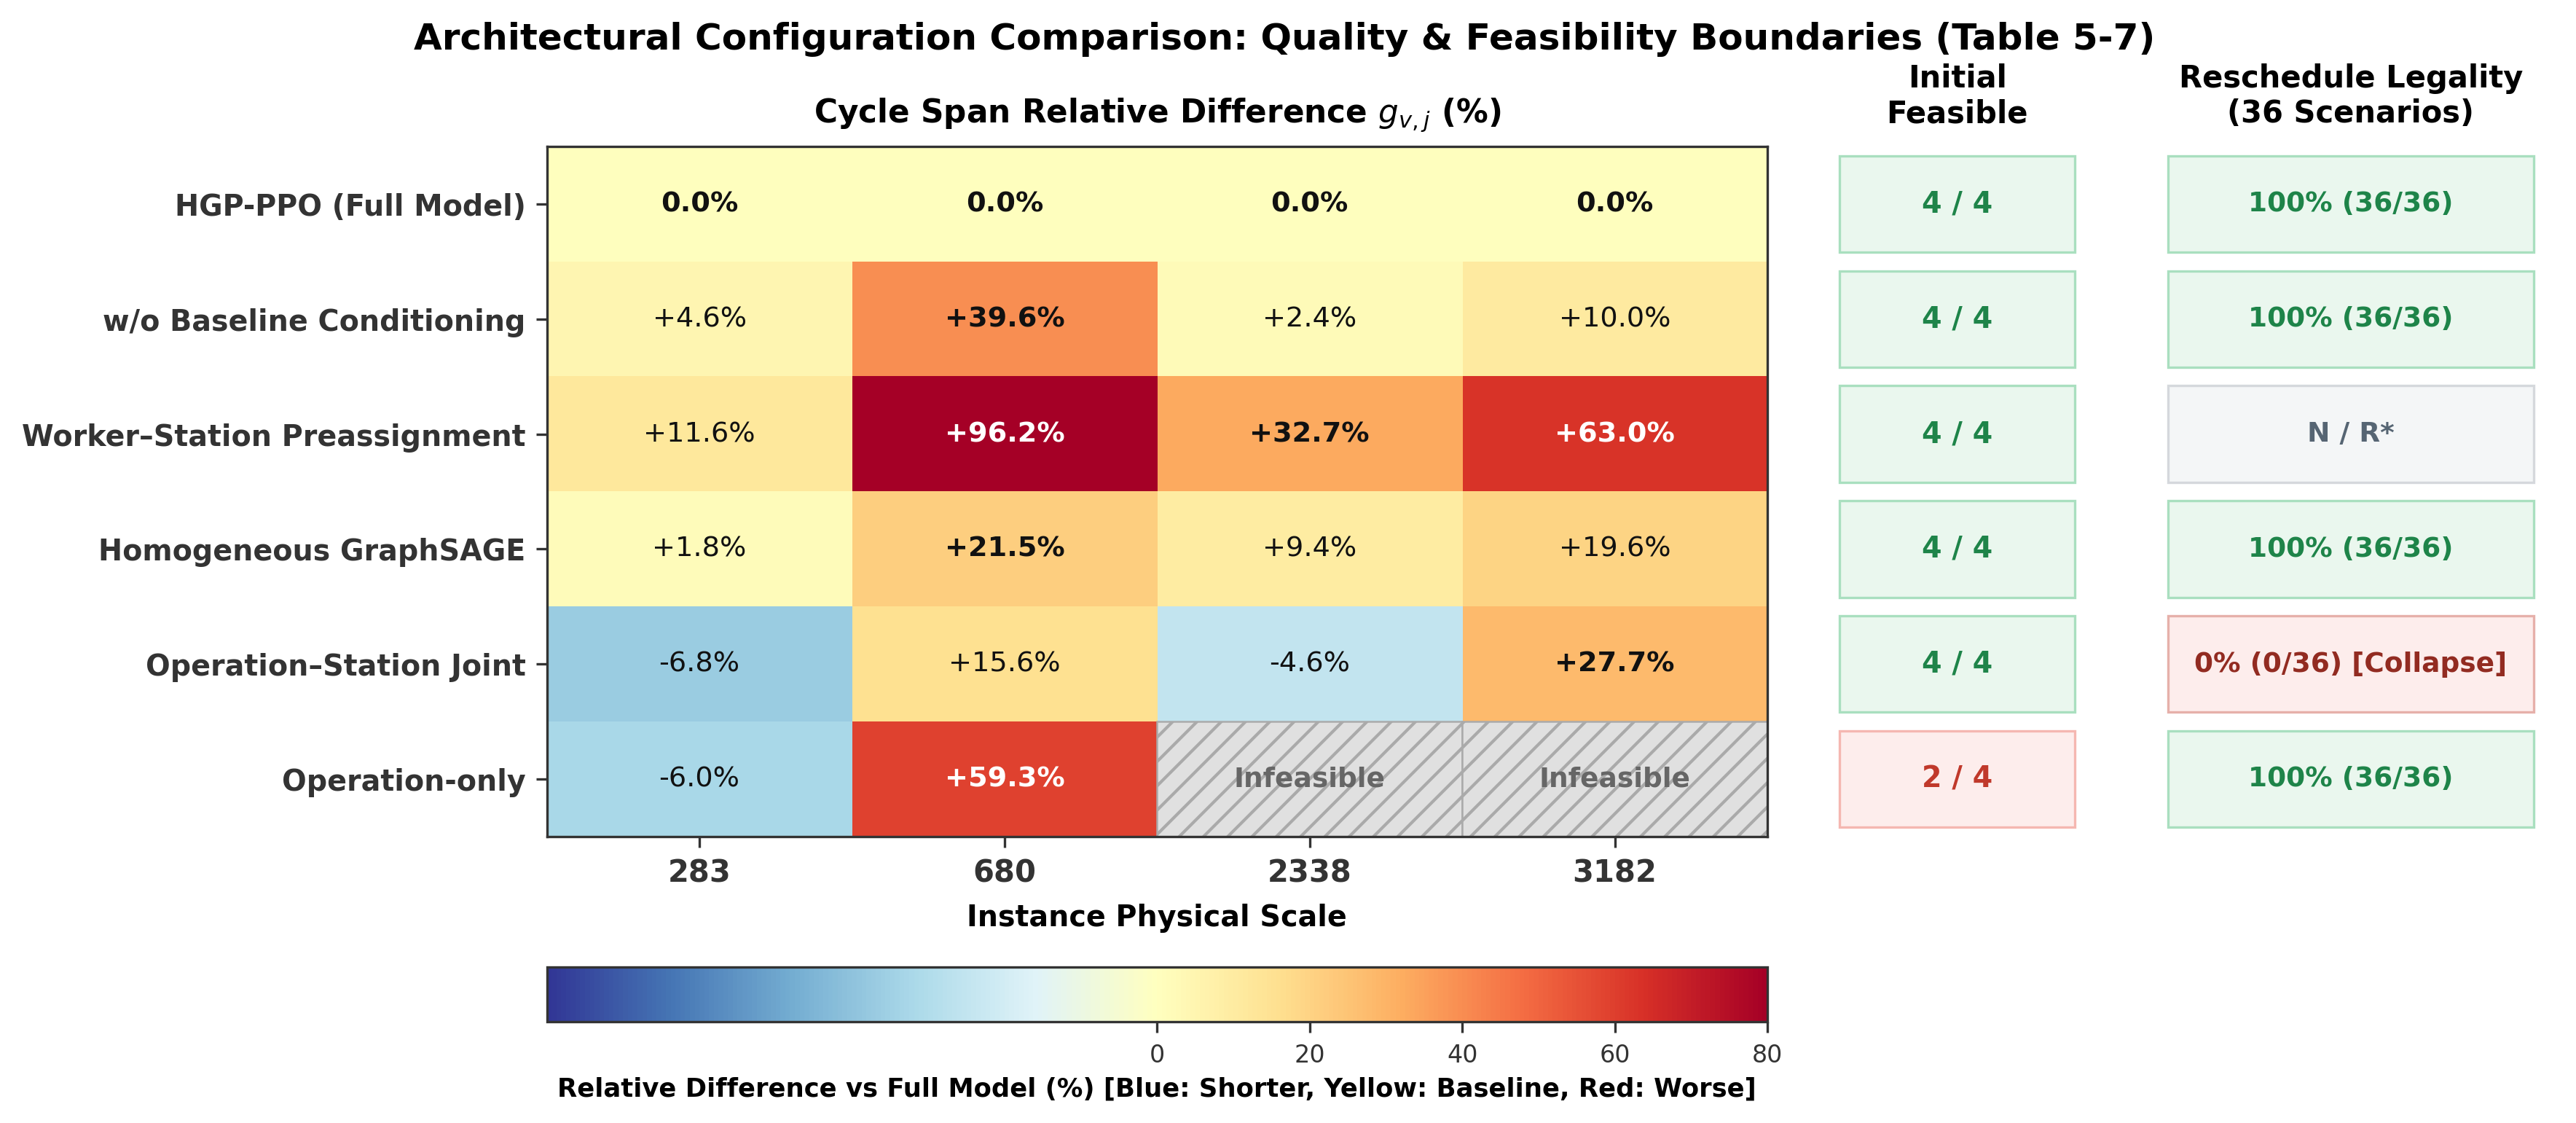 Architectural Configuration Comparison: Quality & Feasibility Boundaries (Table 5-7)
Cycle Span Relative Difference g_{v,j} (%)
Initial
Feasible
Reschedule Legality
(36 Scenarios)
HGP-PPO (Full Model) 0.0% 0.0% 0.0% 0.0% 4 / 4 100% (36/36)
w/o Baseline Conditioning +4.6% +39.6% +2.4% +10.0% 4 / 4 100% (36/36)
Worker–Station Preassignment +11.6% +96.2% +32.7% +63.0% 4 / 4 N / R*
Homogeneous GraphSAGE +1.8% +21.5% +9.4% +19.6% 4 / 4 100% (36/36)
Operation–Station Joint -6.8% +15.6% -4.6% +27.7% 4 / 4 0% (0/36) [Collapse]
Operation-only -6.0% +59.3% Infeasible Infeasible 2 / 4 100% (36/36)
283 680 2338 3182
Instance Physical Scale
0 20 40 60 80
Relative Difference vs Full Model (%) [Blue: Shorter, Yellow: Baseline, Red: Worse]